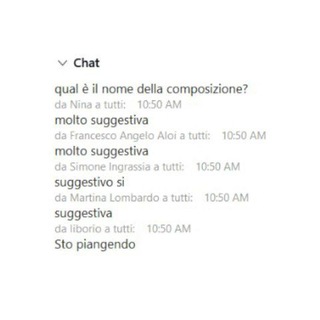 Chat
qual è il nome della composizione?
da Nina a tutti: 10:50 AM
molto suggestiva
da Francesco Angelo Aloi a tutti: 10:50 AM
molto suggestiva
da Simone Ingrassia a tutti: 10:50 AM
suggestivo si
da Martina Lombardo a tutti: 10:50 AM
suggestiva
da liborio a tutti: 10:50 AM
Sto piangendo